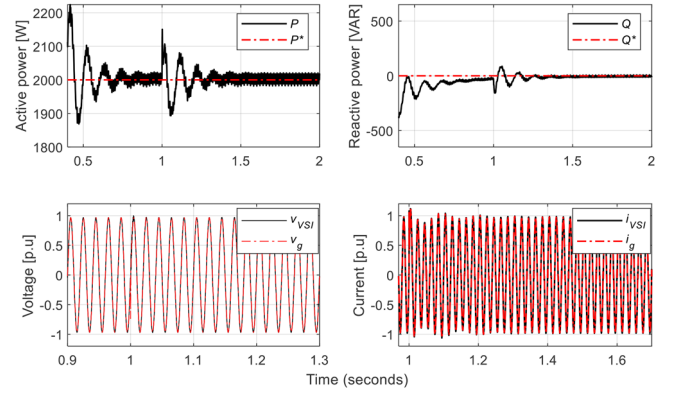 Active power [W]
2200
2100
2000
1900
1800
0.5
1
1.5
2
P
P*
Reactive power [VAR]
500
0
-500
0.5
1
1.5
2
Q
Q*
Voltage [p.u]
1
0.5
0
-0.5
-1
0.9
1
1.1
1.2
1.3
vVSI
vg
Current [p.u]
1
0.5
0
-0.5
-1
1
1.2
1.4
1.6
iVSI
ig
Time (seconds)